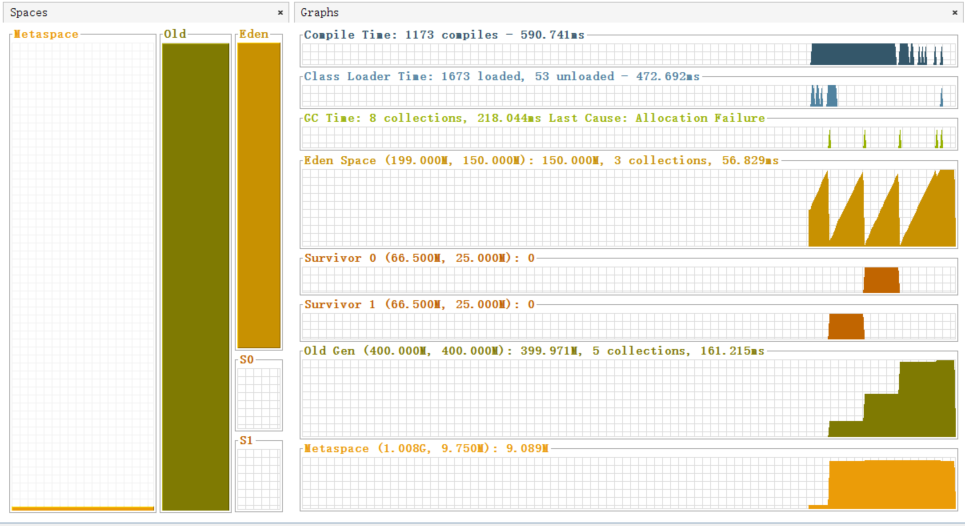 Spaces
Graphs
Metaspace
Old
Eden
S0
S1
Compile Time: 1173 compiles - 590.741ms
Class Loader Time: 1673 loaded, 53 unloaded - 472.692ms
GC Time: 8 collections, 218.044ms Last Cause: Allocation Failure
Eden Space (199.000M, 150.000M): 150.000M, 3 collections, 56.829ms
Survivor 0 (66.500M, 25.000M): 0
Survivor 1 (66.500M, 25.000M): 0
Old Gen (400.000M, 400.000M): 399.971M, 5 collections, 161.215ms
Metaspace (1.008G, 9.750M): 9.089M